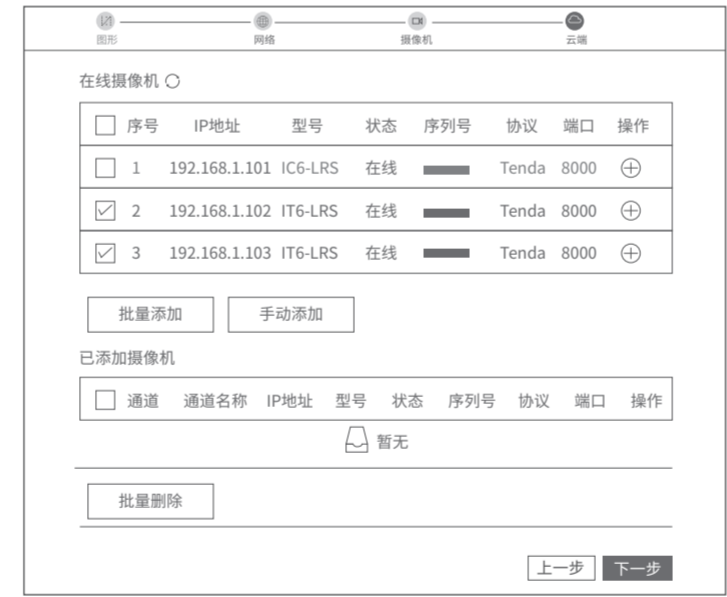 图形 网络 摄像机 云端
在线摄像机
序号 IP地址 型号 状态 序列号 协议 端口 操作
1 192.168.1.101 IC6-LRS 在线 Tenda 8000
2 192.168.1.102 IT6-LRS 在线 Tenda 8000
3 192.168.1.103 IT6-LRS 在线 Tenda 8000
批量添加 手动添加
已添加摄像机
通道 通道名称 IP地址 型号 状态 序列号 协议 端口 操作
暂无
批量删除
上一步 下一步